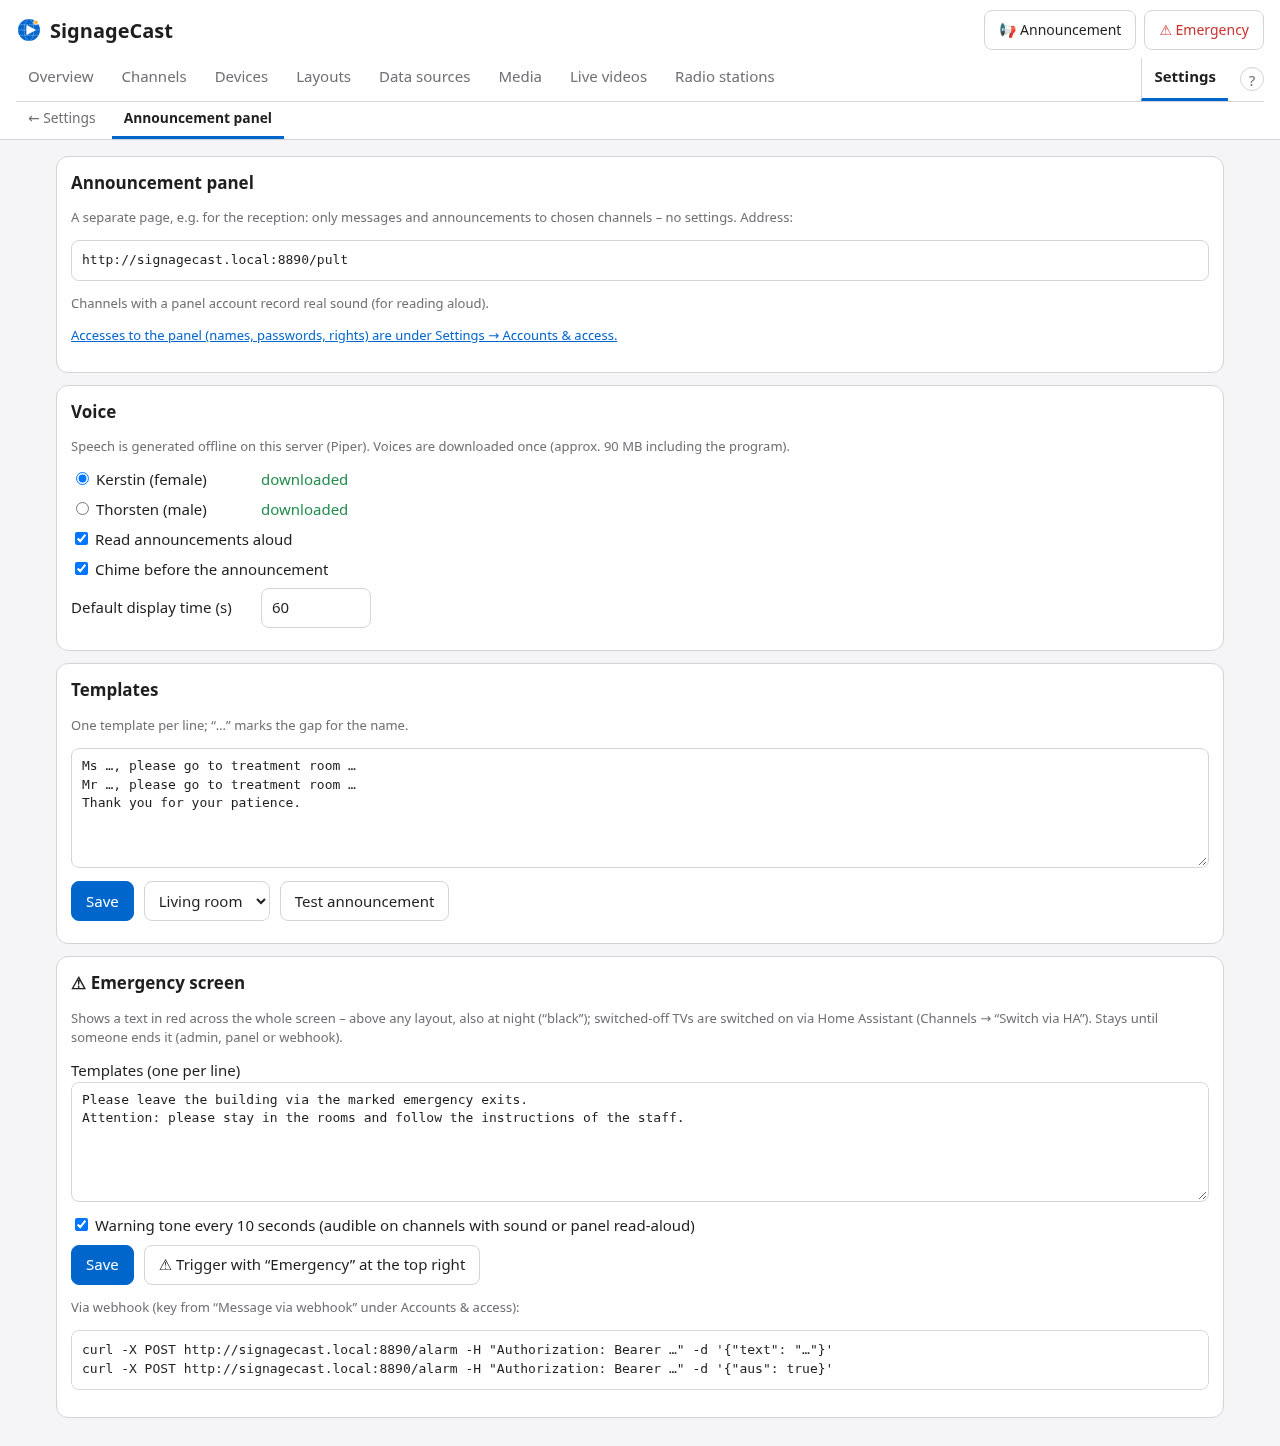 SignageCast
📢 Announcement
⚠ Emergency
Overview
Channels
Devices
Layouts
Data sources
Media
Live videos
Radio stations
Settings
?
← Settings
Announcement panel
Announcement panel
A separate page, e.g. for the reception: only messages and announcements to chosen channels – no settings. Address:
http://signagecast.local:8890/pult
Channels with a panel account record real sound (for reading aloud).
Accesses to the panel (names, passwords, rights) are under Settings → Accounts & access.
Voice
Speech is generated offline on this server (Piper). Voices are downloaded once (approx. 90 MB including the program).
Kerstin (female) downloaded
Thorsten (male) downloaded
Read announcements aloud
Chime before the announcement
Default display time (s) 60
Templates
One template per line; “…” marks the gap for the name.
Ms …, please go to treatment room …
Mr …, please go to treatment room …
Thank you for your patience.
Save
Living room
Test announcement
⚠ Emergency screen
Shows a text in red across the whole screen – above any layout, also at night (“black”); switched-off TVs are switched on via Home Assistant (Channels → “Switch via HA”). Stays until
someone ends it (admin, panel or webhook).
Templates (one per line)
Please leave the building via the marked emergency exits.
Attention: please stay in the rooms and follow the instructions of the staff.
Warning tone every 10 seconds (audible on channels with sound or panel read-aloud)
Save
⚠ Trigger with “Emergency” at the top right
Via webhook (key from “Message via webhook” under Accounts & access):
curl -X POST http://signagecast.local:8890/alarm -H "Authorization: Bearer …" -d '{"text": "…"}'
curl -X POST http://signagecast.local:8890/alarm -H "Authorization: Bearer …" -d '{"aus": true}'